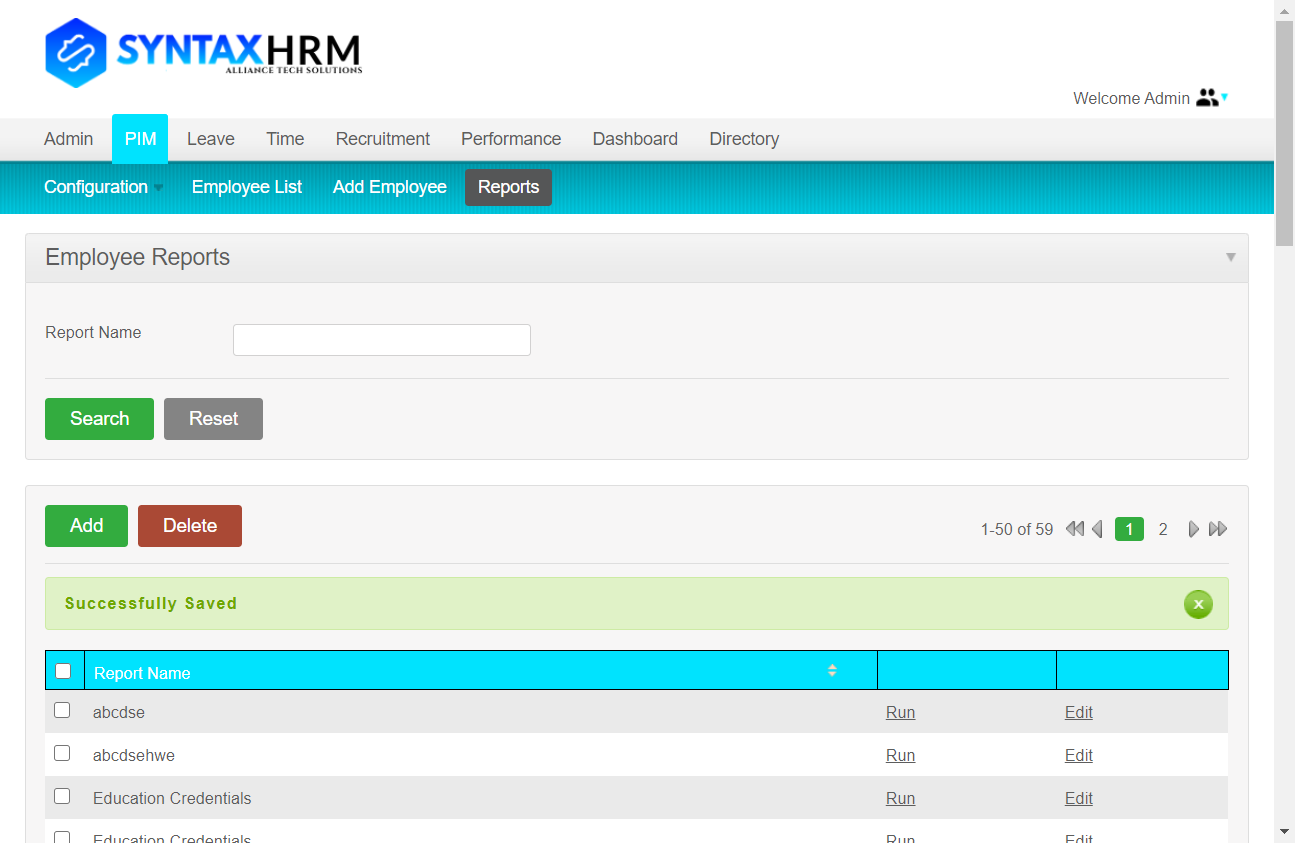 SYNTAXHRM
ALLIANCE TECH SOLUTIONS
Welcome Admin
Admin PIM Leave Time Recruitment Performance Dashboard Directory
Configuration Employee List Add Employee Reports
Employee Reports
Report Name
Search Reset
Add Delete 1-50 of 59 1 2
Successfully Saved x
Report Name
abcdse Run Edit
abcdsehwe Run Edit
Education Credentials Run Edit
Education Credentials Run Edit